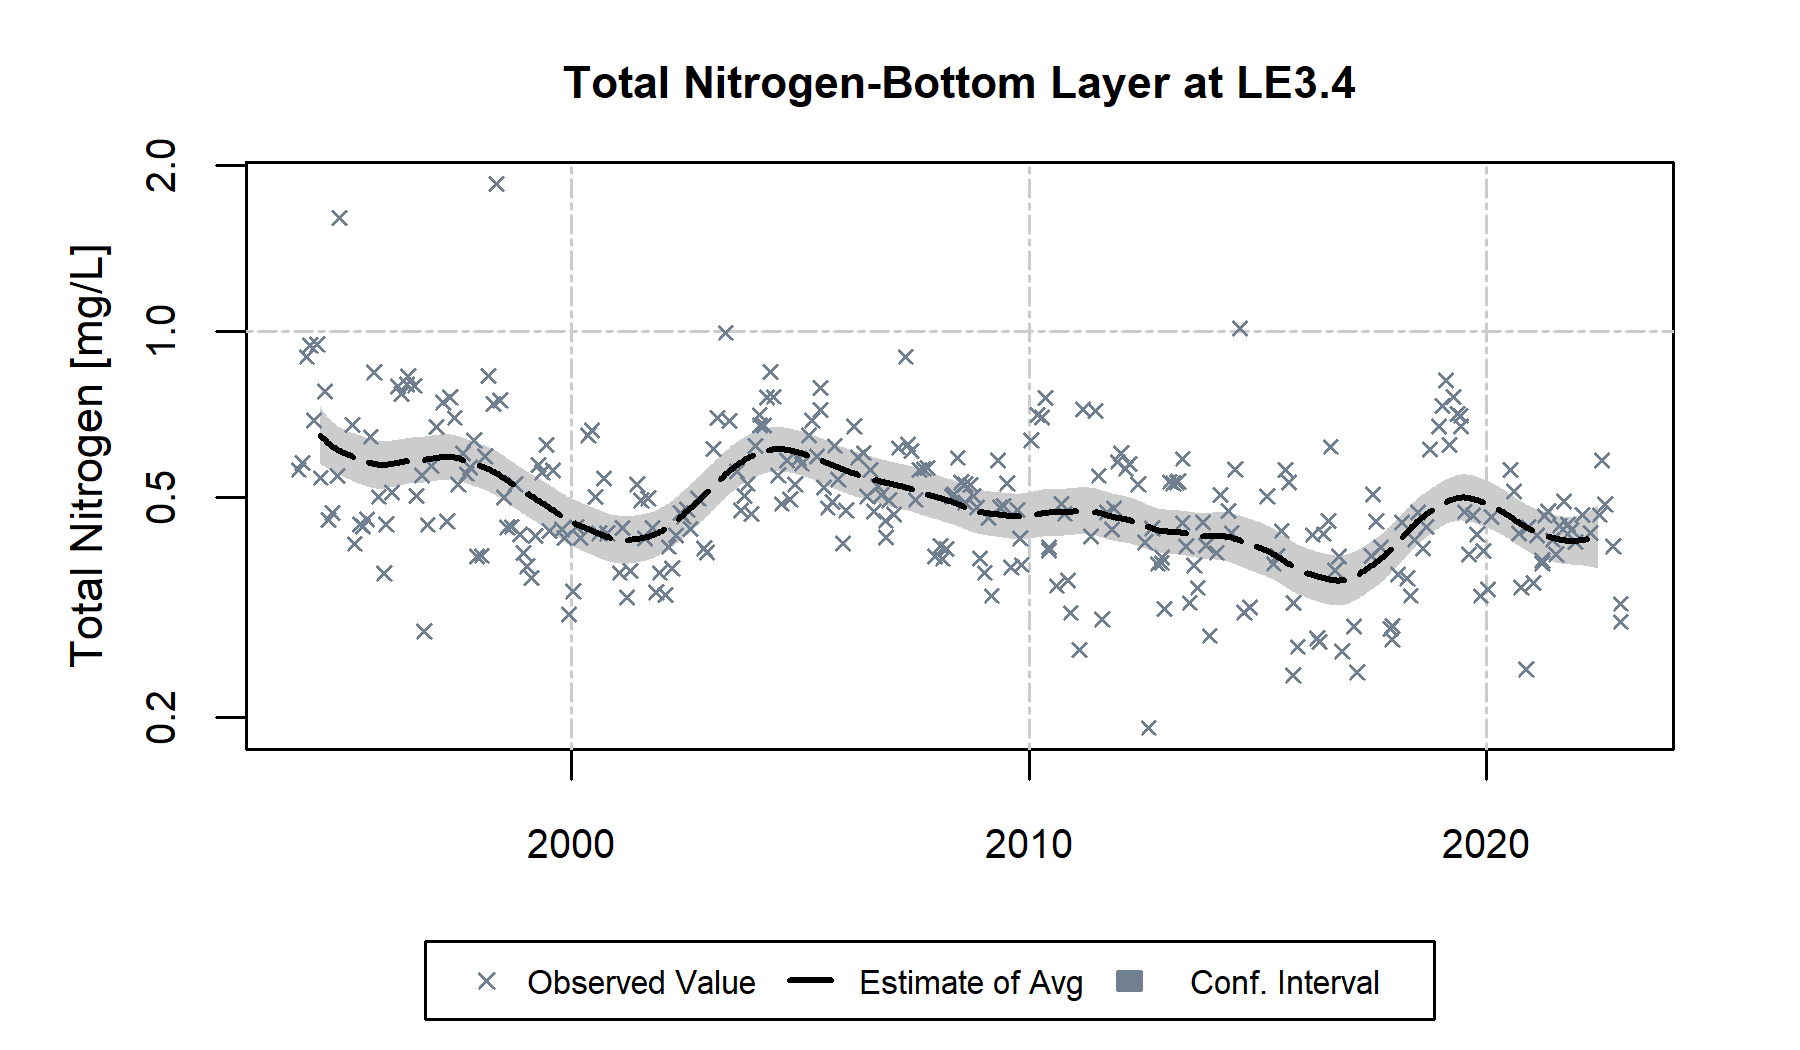 Total Nitrogen-Bottom Layer at LE3.4
Total Nitrogen [mg/L]
2.0
1.0
0.5
0.2
2000
2010
2020
Observed Value
Estimate of Avg
Conf. Interval